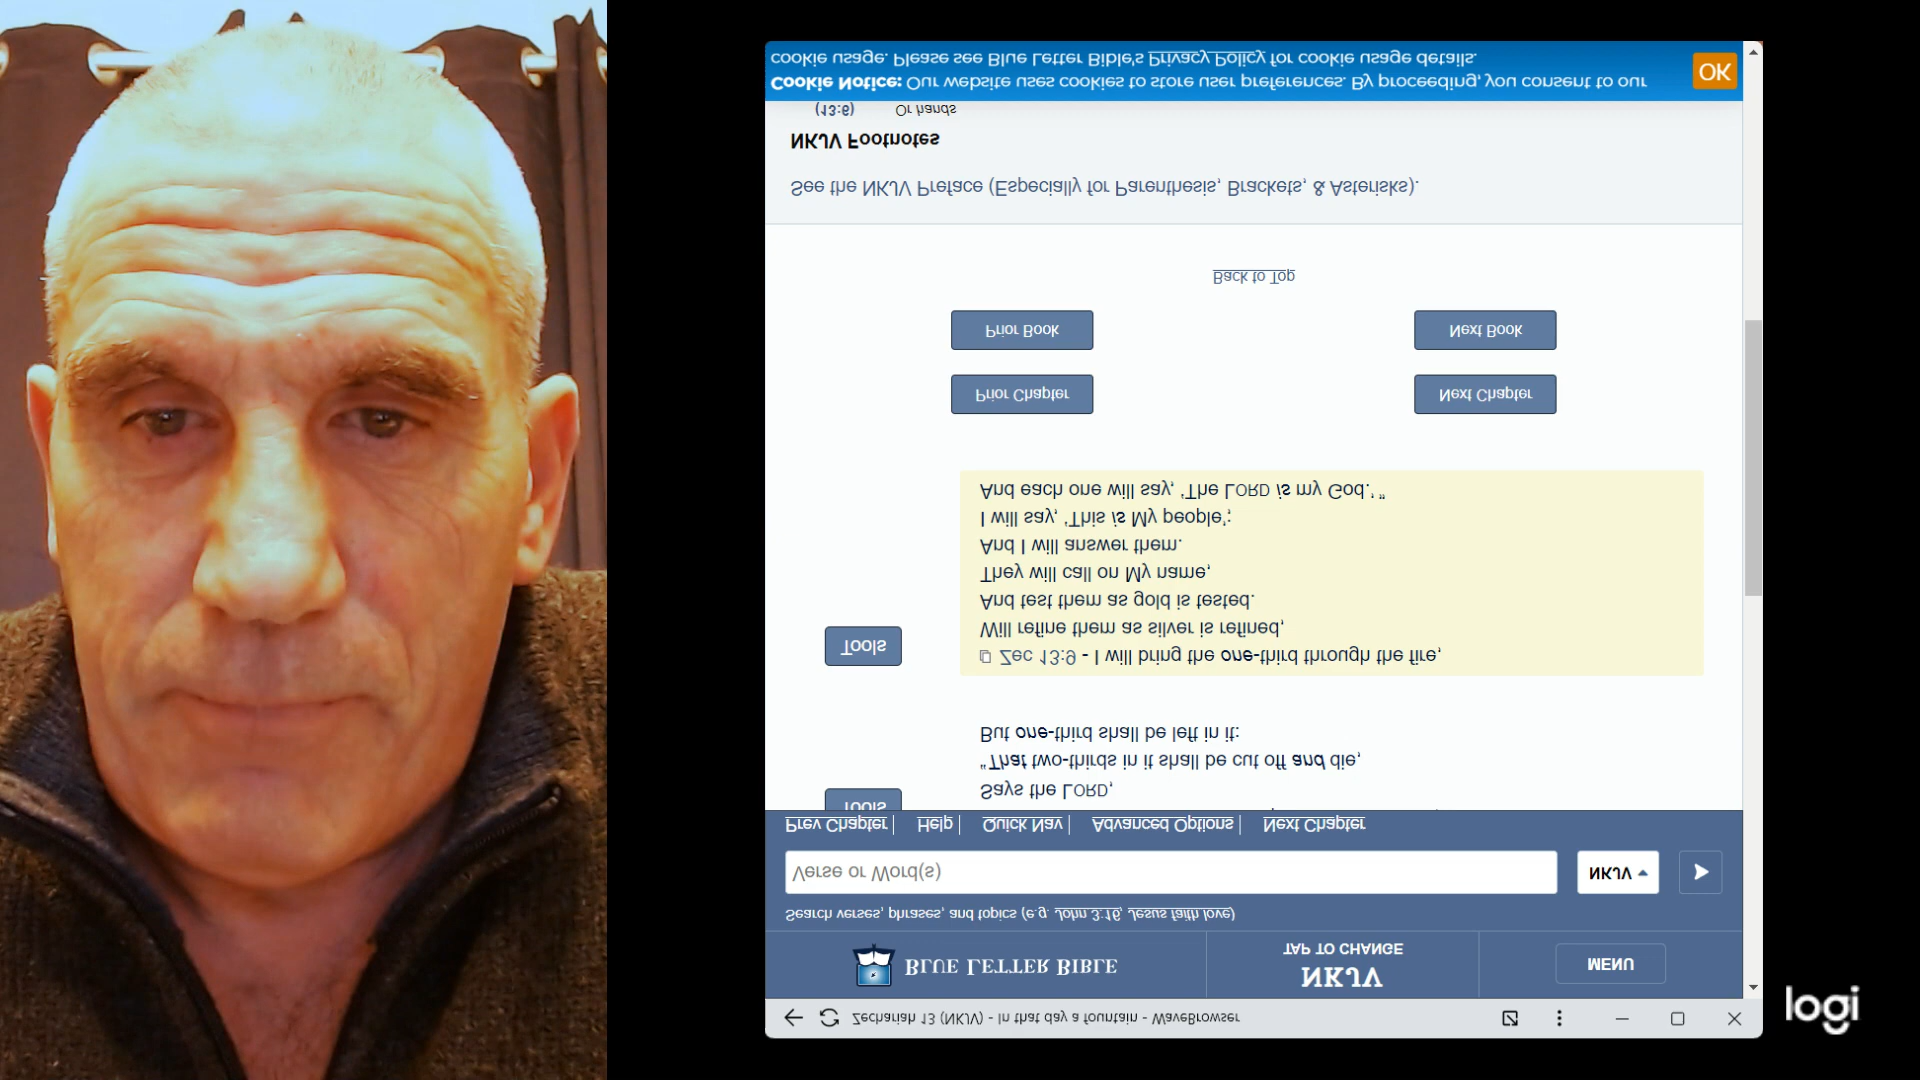 Zechariah 13 (NKJV) - In that day a fountain - WaveBrowser
BLUE LETTER BIBLE
NKJV
TAP TO CHANGE
MENU
Search verses, phrases, and topics (e.g. John 3:16, Jesus faith love)
Verse or Word(s)
NKJV
Prev Chapter | Help | Quick Nav | Advanced Options | Next Chapter
Tools
Says the LORD,
"That two-thirds in it shall be cut off and die,
But one-third shall be left in it:
Tools
Zec 13:9 - I will bring the one-third through the fire,
Will refine them as silver is refined,
And test them as gold is tested.
They will call on My name,
And I will answer them.
I will say, 'This is My people';
And each one will say, 'The LORD is my God.' "
Prior Chapter
Next Chapter
Prior Book
Next Book
Back to Top
See the NKJV Preface (Especially for Parenthesis, Brackets, & Asterisks).
NKJV Footnotes
(13:6) Or hands
Cookie Notice: Our website uses cookies to store user preferences. By proceeding, you consent to our
cookie usage. Please see Blue Letter Bible's Privacy Policy for cookie usage details.
OK
logi